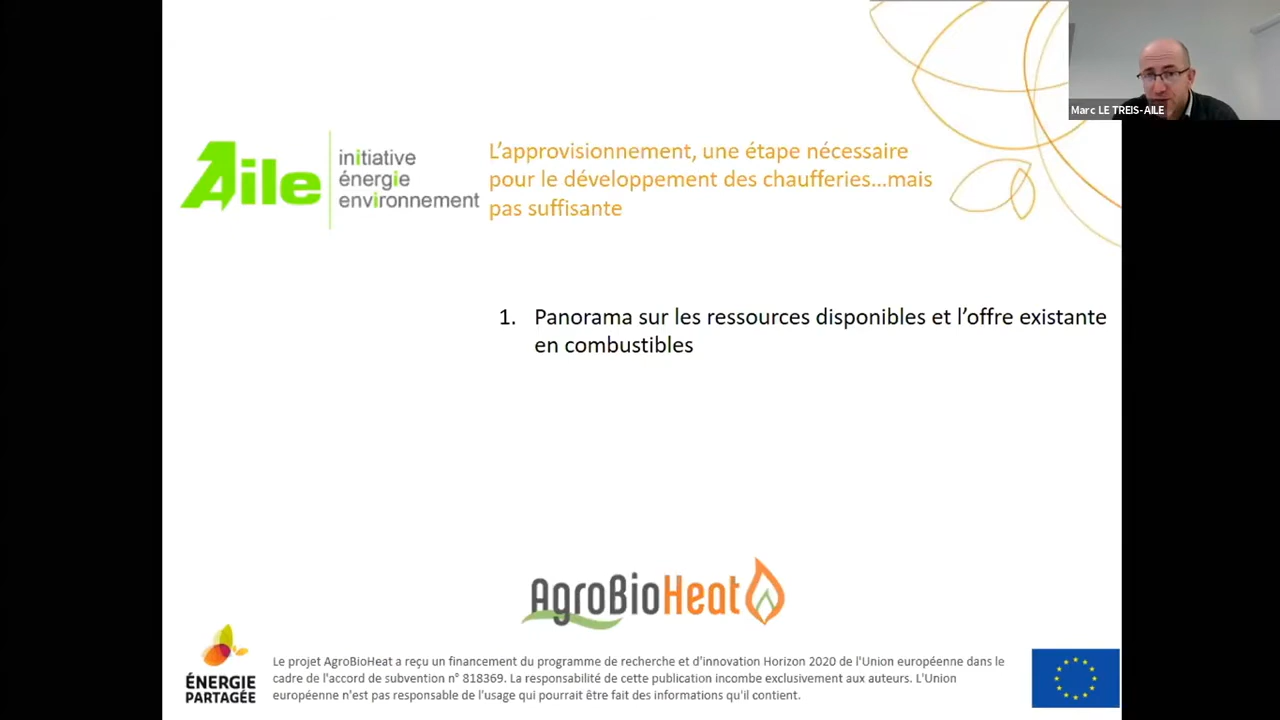 Marc LE TREIS-AILE
Aile
initiative
énergie
environnement
L'approvisionnement, une étape nécessaire
pour le développement des chaufferies...mais
pas suffisante
1. Panorama sur les ressources disponibles et l'offre existante
en combustibles
AgroBioHeat
ÉNERGIE
PARTAGÉE
Le projet AgroBioHeat a reçu un financement du programme de recherche et d'innovation Horizon 2020 de l'Union européenne dans le
cadre de l'accord de subvention n° 818369. La responsabilité de cette publication incombe exclusivement aux auteurs. L'Union
européenne n'est pas responsable de l'usage qui pourrait être fait des informations qu'il contient.